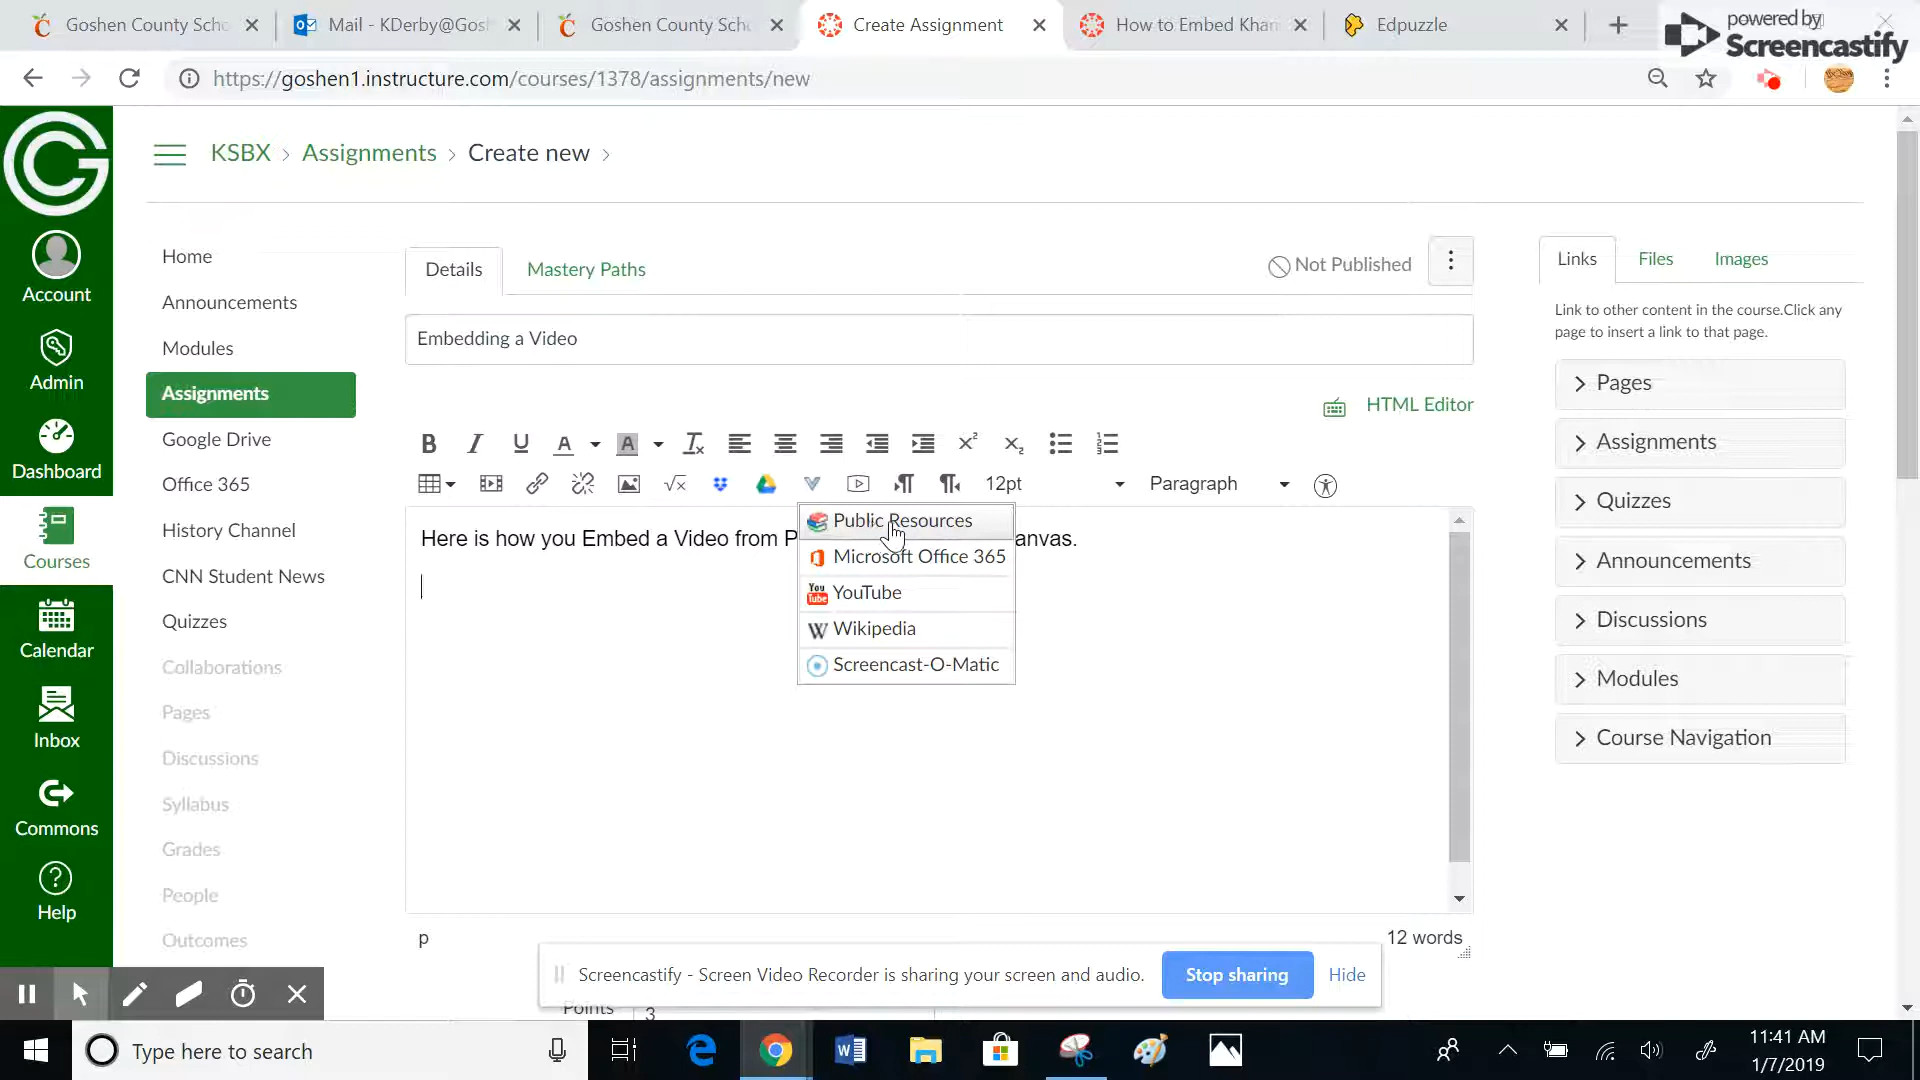 Goshen County Scho
Mail - KDerby@Gosh
Goshen County Scho
Create Assignment
How to Embed Khan
Edpuzzle
powered by
Screencastify
https://goshen1.instructure.com/courses/1378/assignments/new
KSBX > Assignments > Create new >
Account
Admin
Dashboard
Courses
Calendar
Inbox
Commons
Help
Home
Announcements
Modules
Assignments
Google Drive
Office 365
History Channel
CNN Student News
Quizzes
Collaborations
Pages
Discussions
Syllabus
Grades
People
Outcomes
Details
Mastery Paths
Not Published
Embedding a Video
HTML Editor
12pt
Paragraph
Here is how you Embed a Video from P
anvas.
Public Resources
Microsoft Office 365
YouTube
Wikipedia
Screencast-O-Matic
p
12 words
Points
3
Links
Files
Images
Link to other content in the course.Click any
page to insert a link to that page.
Pages
Assignments
Quizzes
Announcements
Discussions
Modules
Course Navigation
Screencastify - Screen Video Recorder is sharing your screen and audio.
Stop sharing
Hide
Type here to search
11:41 AM
1/7/2019